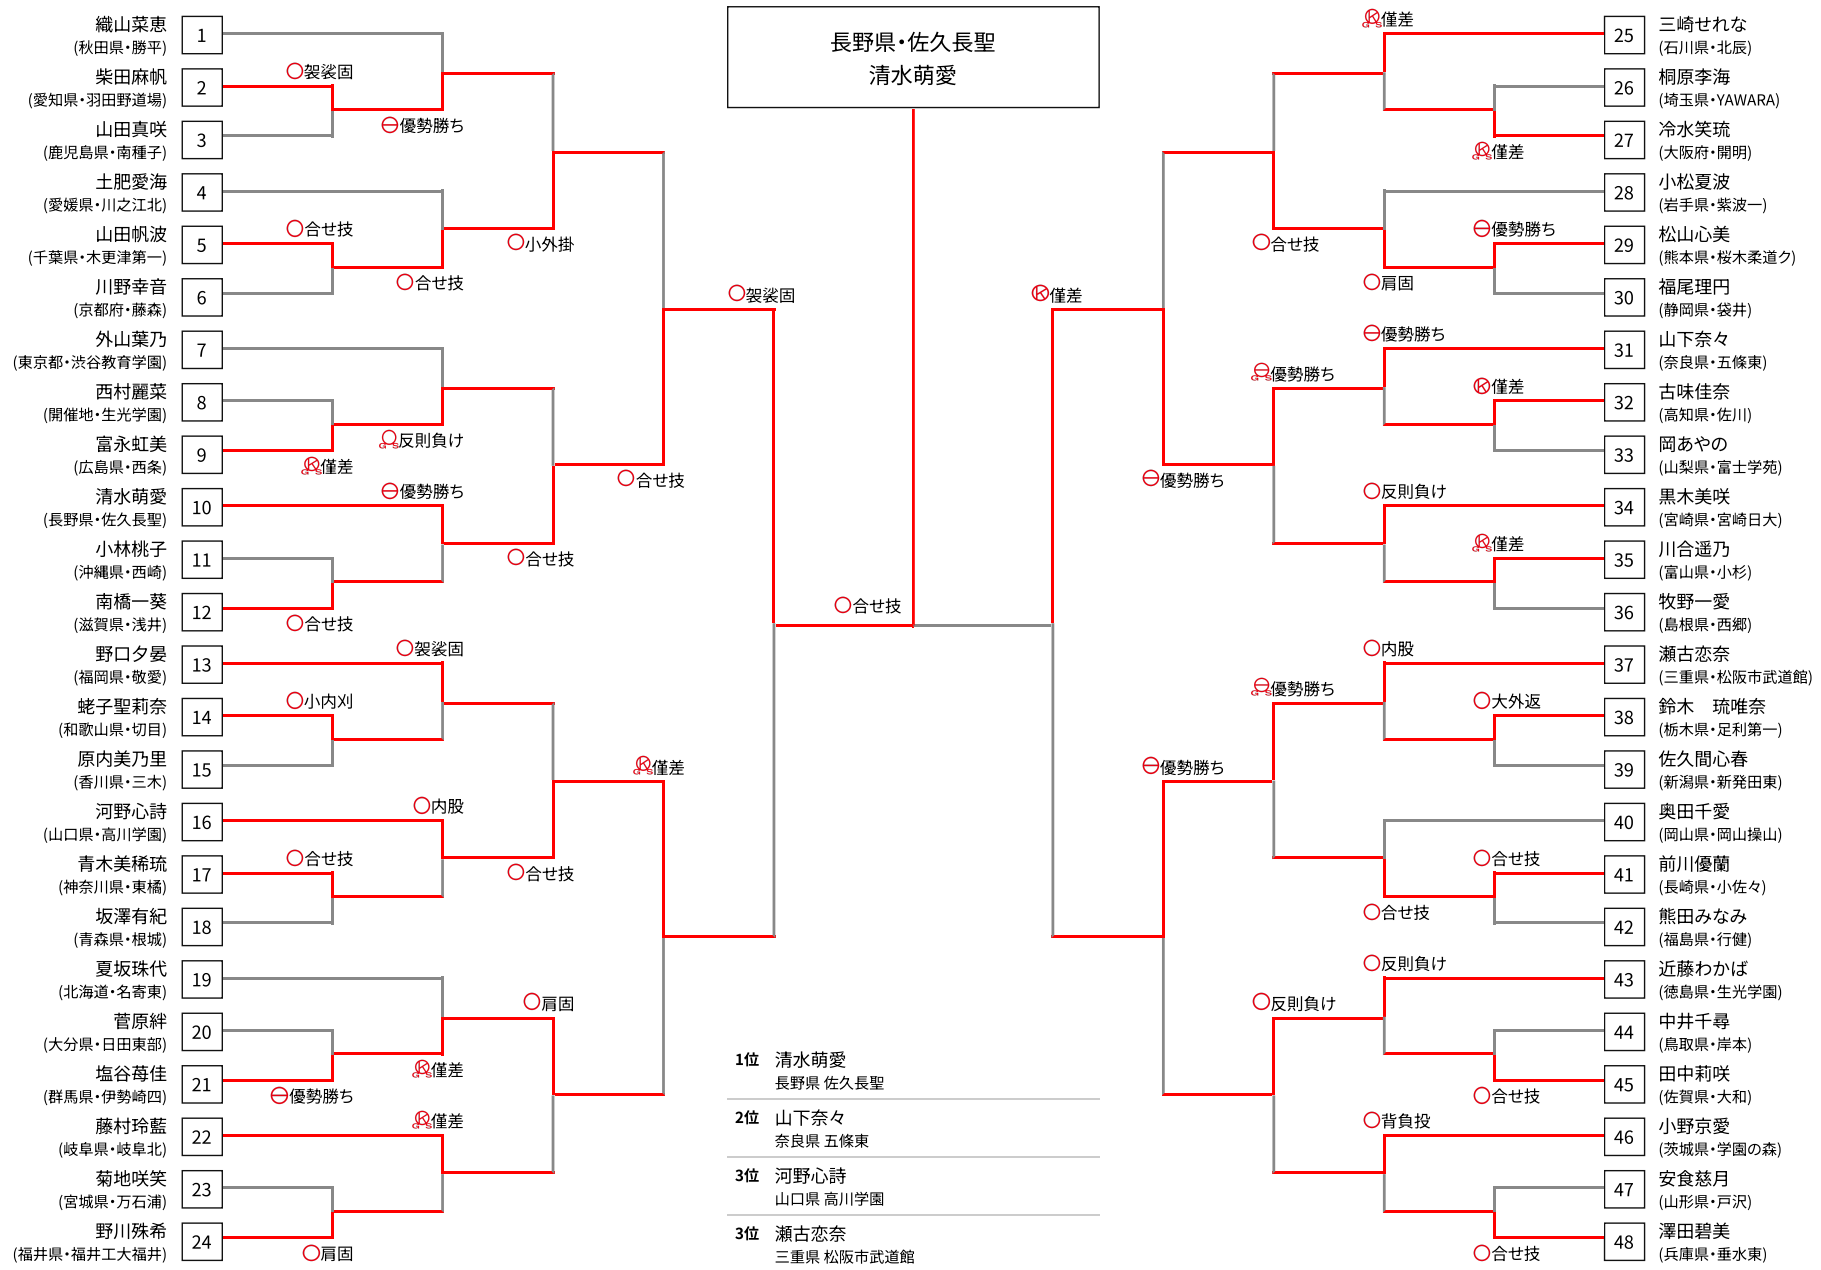 長野県・佐久長聖
清水萌愛
1
織山菜恵
(秋田県・勝平)
2
柴田麻帆
(愛知県・羽田野道場)
3
山田真咲
(鹿児島県・南種子)
4
土肥愛海
(愛媛県・川之江北)
5
山田帆波
(千葉県・木更津第一)
6
川野幸音
(京都府・藤森)
7
外山葉乃
(東京都・渋谷教育学園)
8
西村麗菜
(開催地・生光学園)
9
富永虹美
(広島県・西条)
10
清水萌愛
(長野県・佐久長聖)
11
小林桃子
(沖縄県・西崎)
12
南橋一葵
(滋賀県・浅井)
13
野口夕晏
(福岡県・敬愛)
14
蛯子聖莉奈
(和歌山県・切目)
15
原内美乃里
(香川県・三木)
16
河野心詩
(山口県・高川学園)
17
青木美稀琉
(神奈川県・東橘)
18
坂澤有紀
(青森県・根城)
19
夏坂珠代
(北海道・名寄東)
20
菅原絆
(大分県・日田東部)
21
塩谷苺佳
(群馬県・伊勢崎四)
22
藤村玲藍
(岐阜県・岐阜北)
23
菊地咲笑
(宮城県・万石浦)
24
野川殊希
(福井県・福井工大福井)
○袈裟固
優勢勝ち
○合せ技
○合せ技
○小外掛
K GS 僅差
○ GS 反則負け
優勢勝ち
○合せ技
○合せ技
○合せ技
○袈裟固
○袈裟固
○小内刈
○内股
○合せ技
○合せ技
K GS 僅差
優勢勝ち
K GS 僅差
○肩固
K GS 僅差
○肩固
○合せ技
25
三崎せれな
(石川県・北辰)
26
桐原李海
(埼玉県・YAWARA)
27
冷水笑琉
(大阪府・開明)
28
小松夏波
(岩手県・紫波一)
29
松山心美
(熊本県・桜木柔道ク)
30
福尾理円
(静岡県・袋井)
31
山下奈々
(奈良県・五條東)
32
古味佳奈
(高知県・佐川)
33
岡あやの
(山梨県・富士学苑)
34
黒木美咲
(宮崎県・宮崎日大)
35
川合遥乃
(富山県・小杉)
36
牧野一愛
(島根県・西郷)
37
瀬古恋奈
(三重県・松阪市武道館)
38
鈴木　琉唯奈
(栃木県・足利第一)
39
佐久間心春
(新潟県・新発田東)
40
奥田千愛
(岡山県・岡山操山)
41
前川優蘭
(長崎県・小佐々)
42
熊田みなみ
(福島県・行健)
43
近藤わかば
(徳島県・生光学園)
44
中井千尋
(鳥取県・岸本)
45
田中莉咲
(佐賀県・大和)
46
小野京愛
(茨城県・学園の森)
47
安食慈月
(山形県・戸沢)
48
澤田碧美
(兵庫県・垂水東)
K GS 僅差
K GS 僅差
優勢勝ち
○合せ技
○肩固
K 僅差
優勢勝ち
GS 優勢勝ち
K 僅差
優勢勝ち
○反則負け
K GS 僅差
○内股
GS 優勢勝ち
○大外返
優勢勝ち
○合せ技
○合せ技
○反則負け
○反則負け
○合せ技
○背負投
○合せ技
1位 清水萌愛
長野県 佐久長聖
2位 山下奈々
奈良県 五條東
3位 河野心詩
山口県 高川学園
3位 瀬古恋奈
三重県 松阪市武道館